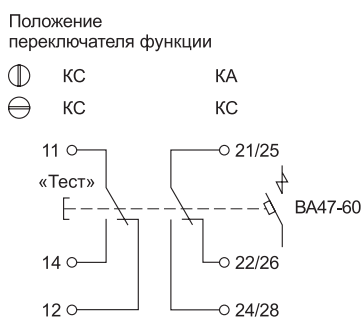 Положение
переключателя функции
КС КА
КС КС
11 21/25
«Тест»
ВА47-60
14 22/26
12 24/28